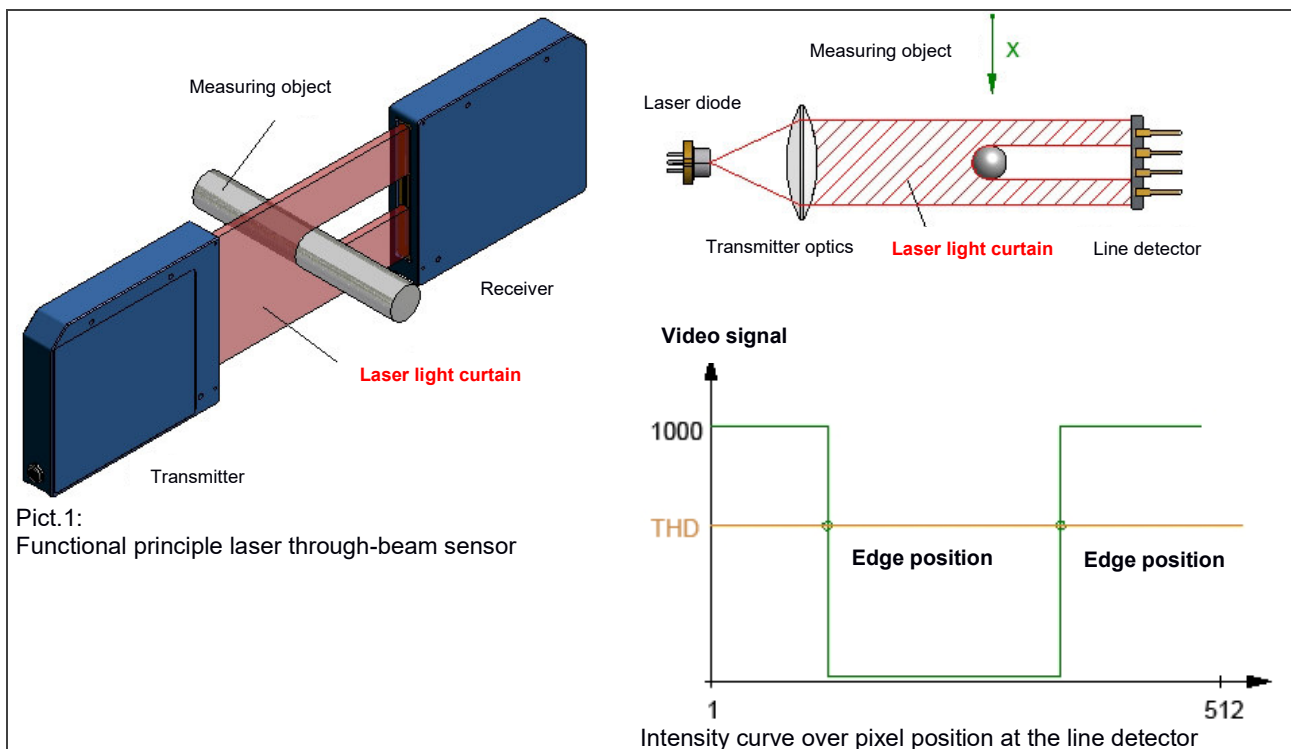 Measuring object
Laser light curtain
Receiver
Transmitter
Pict.1:
Functional principle laser through-beam sensor
Measuring object
X
Laser diode
Transmitter optics
Laser light curtain
Line detector
Video signal
1000
THD
Edge position
Edge position
1
512
Intensity curve over pixel position at the line detector